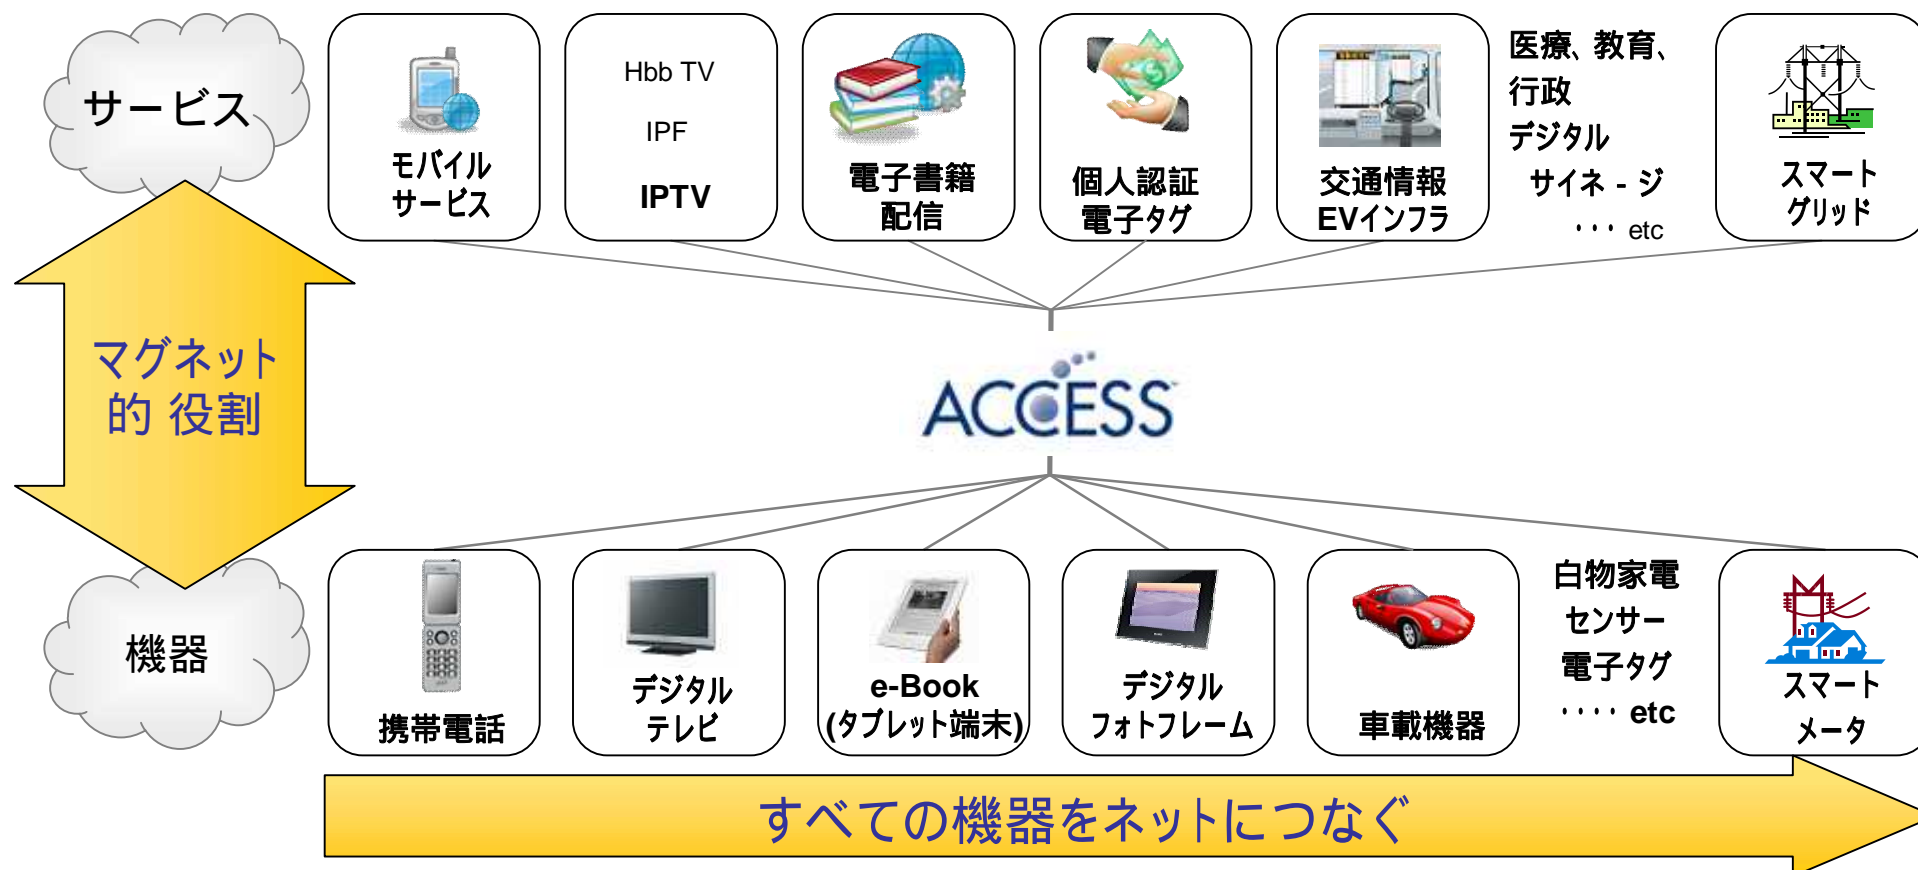 サービス
モバイル
サービス
Hbb TV
IPF
IPTV
電子書籍
配信
個人認証
電子タグ
交通情報
EVインフラ
医療、教育、
行政
デジタル
サイネ - ジ
・・・ etc
スマート
グリッド
マグネット
的 役割
ACCESS
機器
携帯電話
デジタル
テレビ
e-Book
(タブレット端末)
デジタル
フォトフレーム
車載機器
白物家電
センサー
電子タグ
・・・・ etc
スマート
メータ
すべての機器をネットにつなぐ